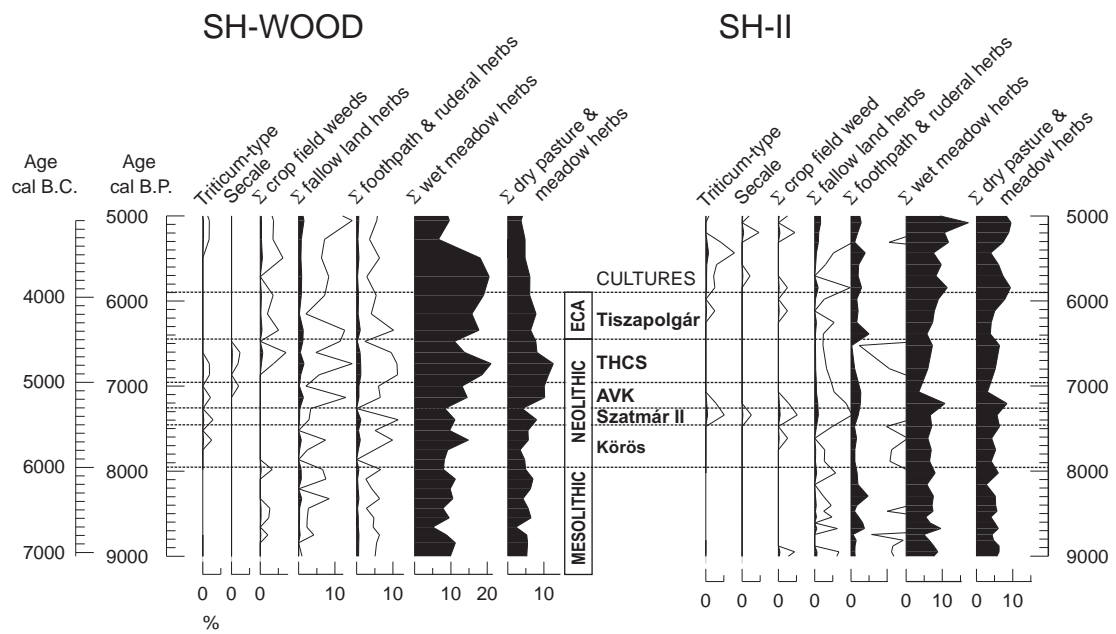 SH-WOOD
SH-II
Age
cal B.C.
Age
cal B.P.
Triticum-type
Secale
Σ crop field weeds
Σ fallow land herbs
Σ foothpath & ruderal herbs
Σ wet meadow herbs
Σ dry pasture &
meadow herbs
Triticum-type
Secale
Σ crop field weed
Σ fallow land herbs
Σ foothpath & ruderal herbs
Σ wet meadow herbs
Σ dry pasture &
meadow herbs
4000
5000
6000
7000
5000
6000
7000
8000
9000
CULTURES
ECA
NEOLITHIC
MESOLITHIC
Tiszapolgár
THCS
AVK
Szatmár II
Körös
5000
6000
7000
8000
9000
0 0 0 0 0 10 0 10 20 0 10
%
0 0 0 0 0 0 10 0 10